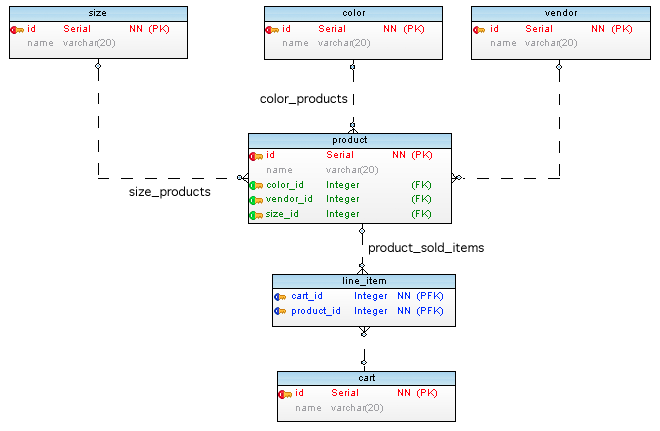 size
id Serial NN (PK)
name varchar(20)
color
id Serial NN (PK)
name varchar(20)
vendor
id Serial NN (PK)
name varchar(20)
color_products
size_products
product
id Serial NN (PK)
name varchar(20)
color_id Integer (FK)
vendor_id Integer (FK)
size_id Integer (FK)
product_sold_items
line_item
cart_id Integer NN (PFK)
product_id Integer NN (PFK)
cart
id Serial NN (PK)
name varchar(20)